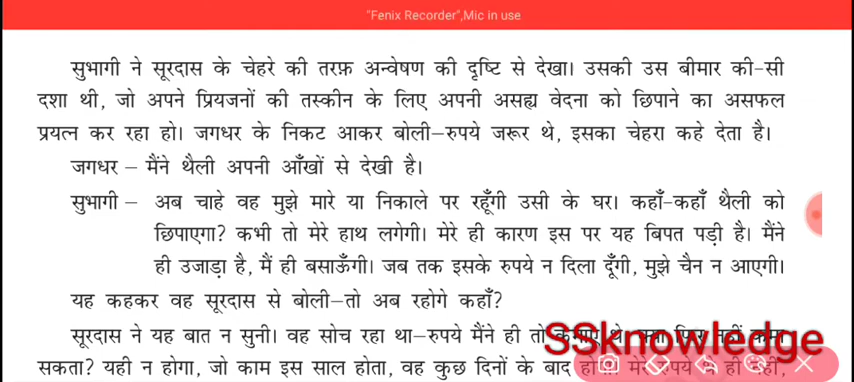 "Fenix Recorder",Mic in use
सुभागी ने सूरदास के चेहरे की तरफ़ अन्वेषण की दृष्टि से देखा। उसकी उस बीमार की-सी
दशा थी, जो अपने प्रियजनों की तस्कीन के लिए अपनी असह्य वेदना को छिपाने का असफल
प्रयत्न कर रहा हो। जगधर के निकट आकर बोली–रुपये जरूर थे, इसका चेहरा कहे देता है।
जगधर – मैंने थैली अपनी आँखों से देखी है।
सुभागी – अब चाहे वह मुझे मारे या निकाले पर रहूँगी उसी के घर। कहाँ-कहाँ थैली को
छिपाएगा? कभी तो मेरे हाथ लगेगी। मेरे ही कारण इस पर यह बिपत पड़ी है। मैंने
ही उजाड़ा है, मैं ही बसाऊँगी। जब तक इसके रुपये न दिला दूँगी, मुझे चैन न आएगी।
यह कहकर वह सूरदास से बोली–तो अब रहोगे कहाँ?
सूरदास ने यह बात न सुनी। वह सोच रहा था–रुपये मैंने ही तो
सकता? यही न होगा, जो काम इस साल होता, वह कुछ दिनों के बाद
SSknowledge